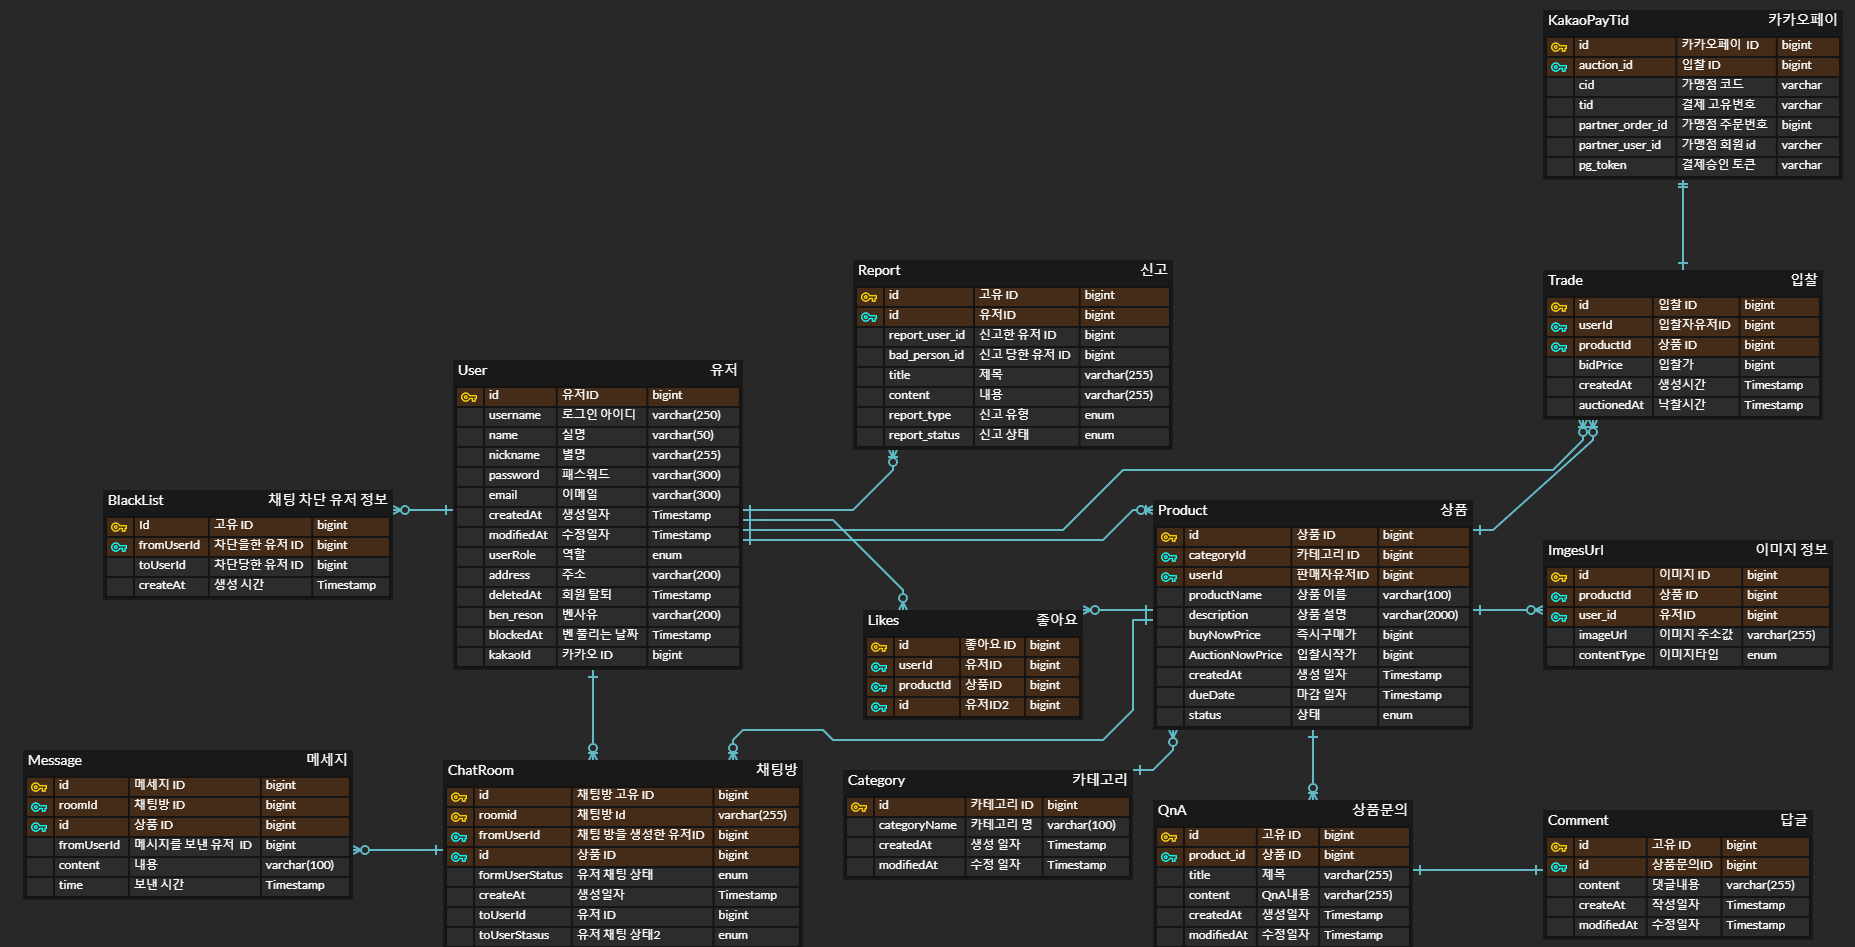 KakaoPayTid 카카오페이
id 카카오페이 ID bigint
auction_id 입찰 ID bigint
cid 가맹점 코드 varchar
tid 결제 고유번호 varchar
partner_order_id 가맹점 주문번호 bigint
partner_user_id 가맹점 회원 id varcher
pg_token 결제승인 토큰 varchar
Report 신고
id 고유 ID bigint
id 유저ID bigint
report_user_id 신고한 유저 ID bigint
bad_person_id 신고 당한 유저 ID bigint
title 제목 varchar(255)
content 내용 varchar(255)
report_type 신고 유형 enum
report_status 신고 상태 enum
Trade 입찰
id 입찰 ID bigint
userId 입찰자유저ID bigint
productId 상품 ID bigint
bidPrice 입찰가 bigint
createdAt 생성시간 Timestamp
auctionedAt 낙찰시간 Timestamp
User 유저
id 유저ID bigint
username 로그인 아이디 varchar(250)
name 실명 varchar(50)
nickname 별명 varchar(255)
password 패스워드 varchar(300)
email 이메일 varchar(300)
createdAt 생성일자 Timestamp
modifiedAt 수정일자 Timestamp
userRole 역할 enum
address 주소 varchar(200)
deletedAt 회원 탈퇴 Timestamp
ben_reson 벤사유 varchar(200)
blockedAt 벤 풀리는 날짜 Timestamp
kakaoId 카카오 ID bigint
BlackList 채팅 차단 유저 정보
Id 고유 ID bigint
fromUserId 차단을한 유저 ID bigint
toUserId 차단당한 유저 ID bigint
createAt 생성 시간 Timestamp
Product 상품
id 상품 ID bigint
categoryId 카테고리 ID bigint
userId 판매자유저ID bigint
productName 상품 이름 varchar(100)
description 상품 설명 varchar(2000)
buyNowPrice 즉시구매가 bigint
AuctionNowPrice 입찰시작가 bigint
createdAt 생성 일자 Timestamp
dueDate 마감 일자 Timestamp
status 상태 enum
ImgesUrl 이미지 정보
id 이미지 ID bigint
productId 상품 ID bigint
user_id 유저ID bigint
imageUrl 이미지 주소값 varchar(255)
contentType 이미지타입 enum
Likes 좋아요
id 좋아요 ID bigint
userId 유저ID bigint
productId 상품ID bigint
id 유저ID2 bigint
Message 메세지
id 메세지 ID bigint
roomId 채팅방 ID bigint
id 상품 ID bigint
fromUserId 메시지를 보낸 유저 ID bigint
content 내용 varchar(100)
time 보낸 시간 Timestamp
ChatRoom 채팅방
id 채팅방 고유 ID bigint
roomid 채팅방 Id varchar(255)
fromUserId 채팅 방을 생성한 유저ID bigint
id 상품 ID bigint
formUserStatus 유저 채팅 상태 enum
createAt 생성일자 Timestamp
toUserId 유저 ID bigint
toUserStasus 유저 채팅 상태2 enum
Category 카테고리
id 카테고리 ID bigint
categoryName 카테고리 명 varchar(100)
createdAt 생성 일자 Timestamp
modifiedAt 수정 일자 Timestamp
QnA 상품문의
id 고유 ID bigint
product_id 상품 ID bigint
title 제목 varchar(255)
content QnA내용 varchar(255)
createdAt 생성일자 Timestamp
modifiedAt 수정일자 Timestamp
Comment 답글
id 고유 ID bigint
id 상품문의ID bigint
content 댓글내용 varchar(255)
createAt 작성일자 Timestamp
modifiedAt 수정일자 Timestamp